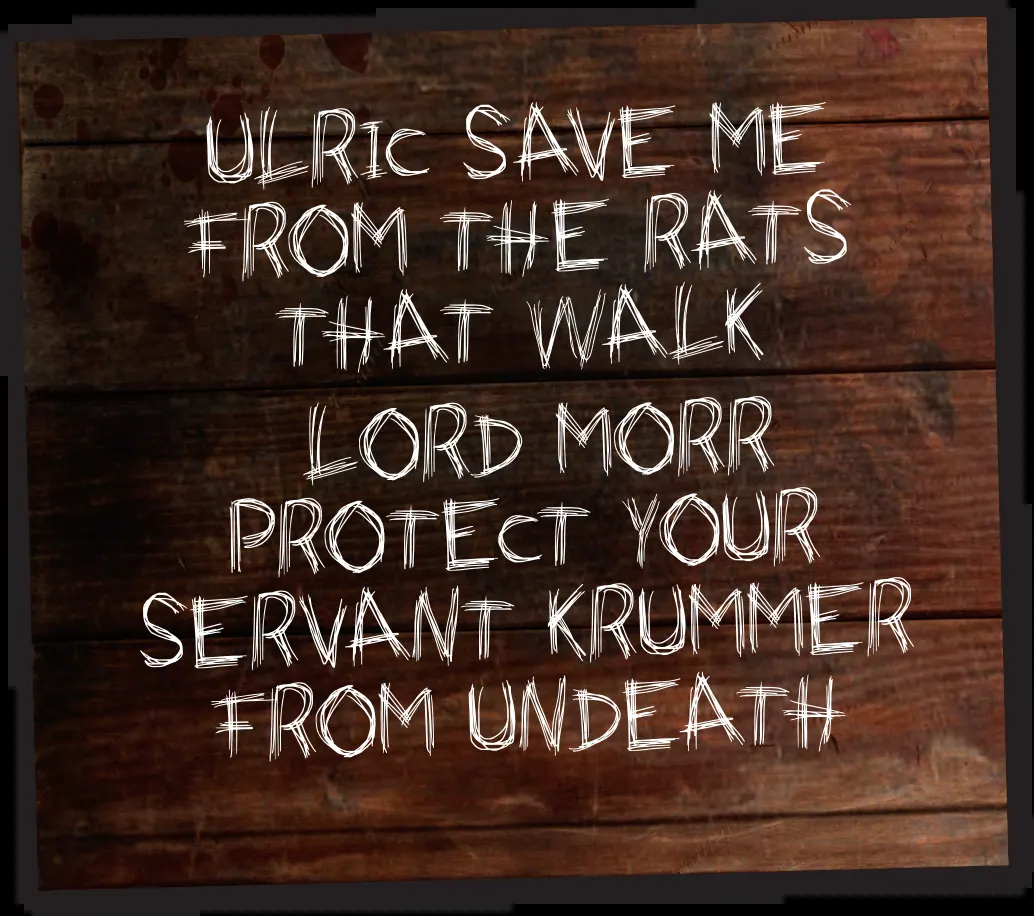 ULRIC SAVE ME
FROM THE RATS
THAT WALK
LORD MORR
PROTECT YOUR
SERVANT KRUMMER
FROM UNDEATH